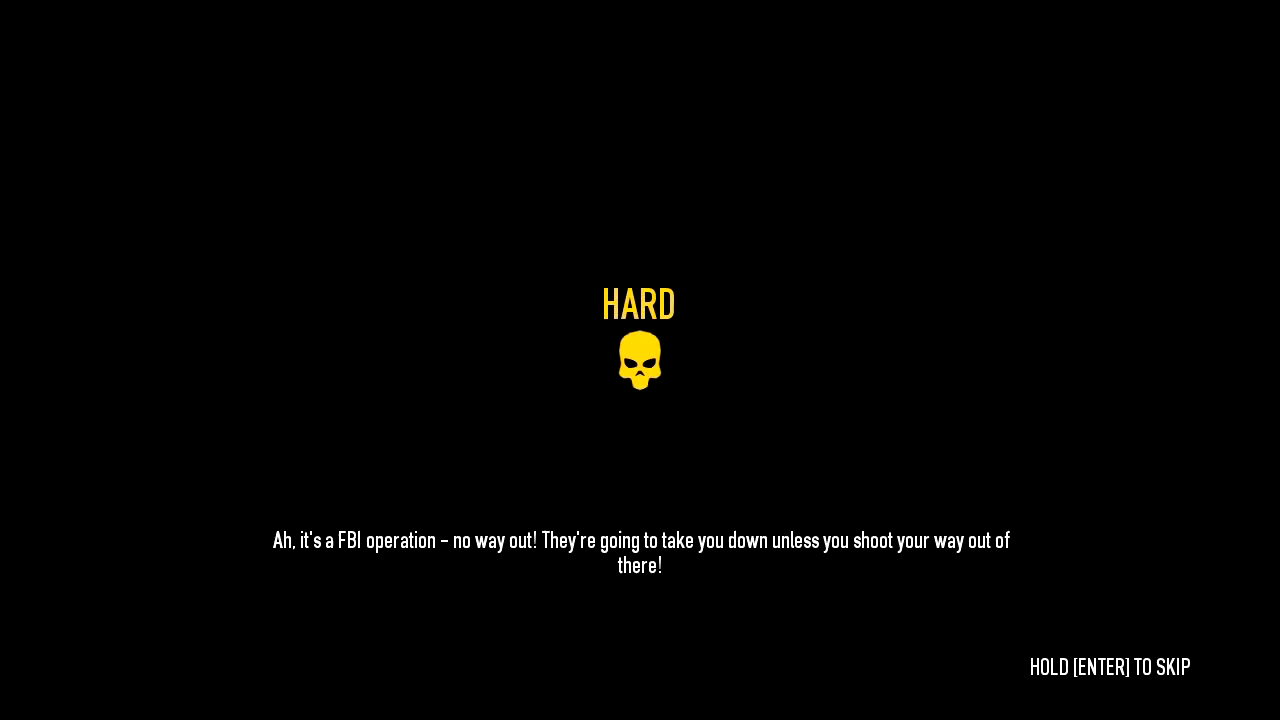 HARD
Ah, it's a FBI operation - no way out! They're going to take you down unless you shoot your way out of
there!
HOLD [ENTER] TO SKIP